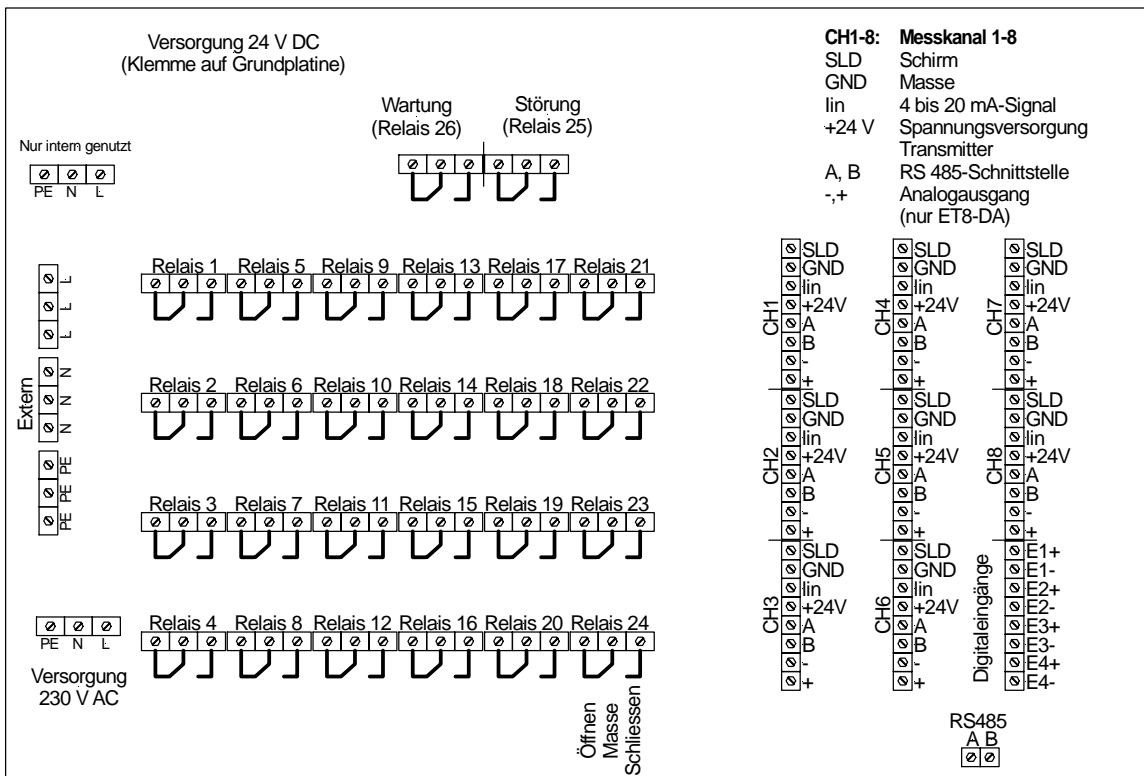 Versorgung 24 V DC
(Klemme auf Grundplatine)
Wartung
(Relais 26)
Störung
(Relais 25)
Nur intern genutzt
PE N L
CH1-8: Messkanal 1-8
SLD Schirm
GND Masse
Iin 4 bis 20 mA-Signal
+24 V Spannungsversorgung
Transmitter
A, B RS 485-Schnittstelle
-,+ Analogausgang
(nur ET8-DA)
Extern
L
L
L
N
N
N
PE
PE
PE
Relais 1 Relais 5 Relais 9 Relais 13 Relais 17 Relais 21
Relais 2 Relais 6 Relais 10 Relais 14 Relais 18 Relais 22
Relais 3 Relais 7 Relais 11 Relais 15 Relais 19 Relais 23
Relais 4 Relais 8 Relais 12 Relais 16 Relais 20 Relais 24
PE N L
Versorgung
230 V AC
Öffnen
Masse
Schliessen
CH1
SLD
GND
Iin
+24V
A
B
-
+
CH2
SLD
GND
Iin
+24V
A
B
-
+
CH3
SLD
GND
Iin
+24V
A
B
-
+
CH4
SLD
GND
Iin
+24V
A
B
-
+
CH5
SLD
GND
Iin
+24V
A
B
-
+
CH6
SLD
GND
Iin
+24V
A
B
-
+
CH7
SLD
GND
Iin
+24V
A
B
-
+
CH8
SLD
GND
Iin
+24V
A
B
-
+
Digitaleingänge
E1+
E1-
E2+
E2-
E3+
E3-
E4+
E4-
RS485
A B